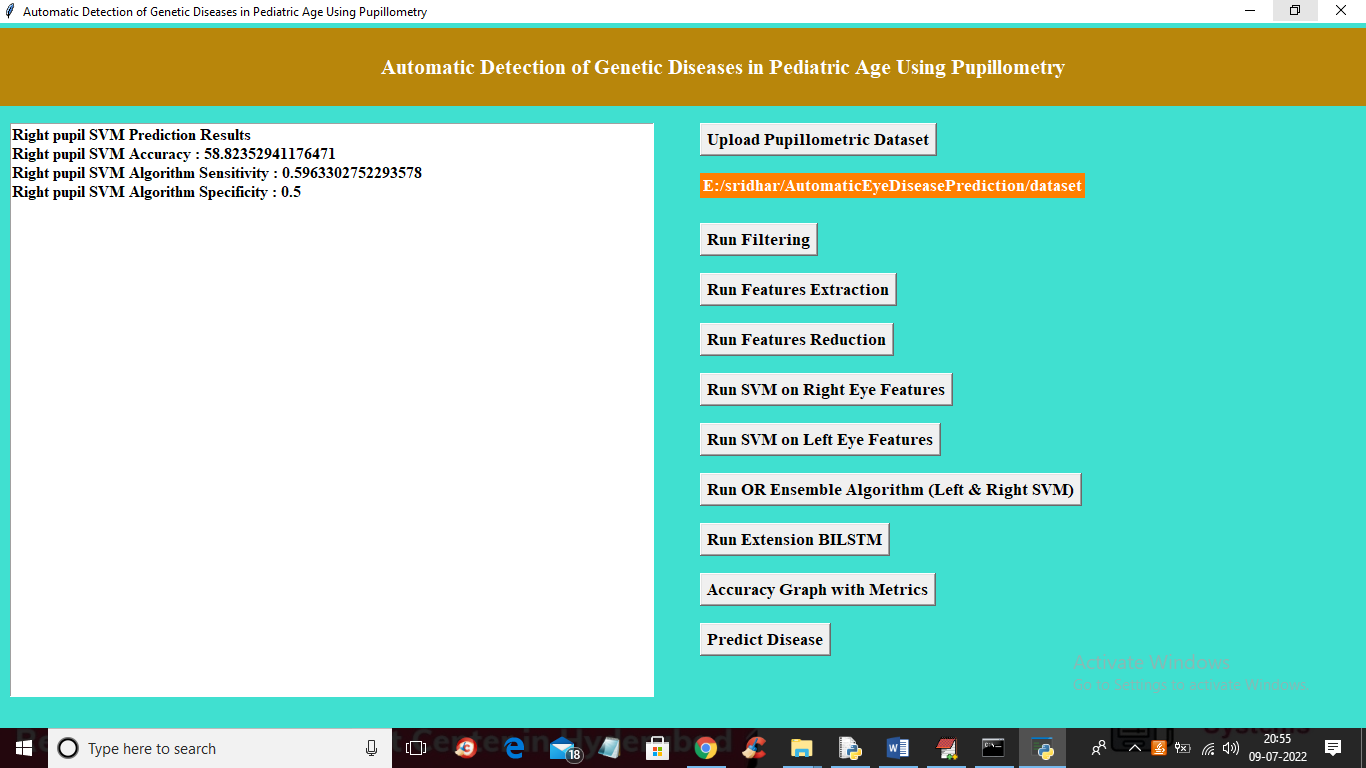 Automatic Detection of Genetic Diseases in Pediatric Age Using Pupillometry
Automatic Detection of Genetic Diseases in Pediatric Age Using Pupillometry
Right pupil SVM Prediction Results
Right pupil SVM Accuracy : 58.82352941176471
Right pupil SVM Algorithm Sensitivity : 0.5963302752293578
Right pupil SVM Algorithm Specificity : 0.5
Upload Pupillometric Dataset
E:/sridhar/AutomaticEyeDiseasePrediction/dataset
Run Filtering
Run Features Extraction
Run Features Reduction
Run SVM on Right Eye Features
Run SVM on Left Eye Features
Run OR Ensemble Algorithm (Left & Right SVM)
Run Extension BILSTM
Accuracy Graph with Metrics
Predict Disease
Activate Windows
Go to Settings to activate Windows.
Type here to search
18
20:55
09-07-2022